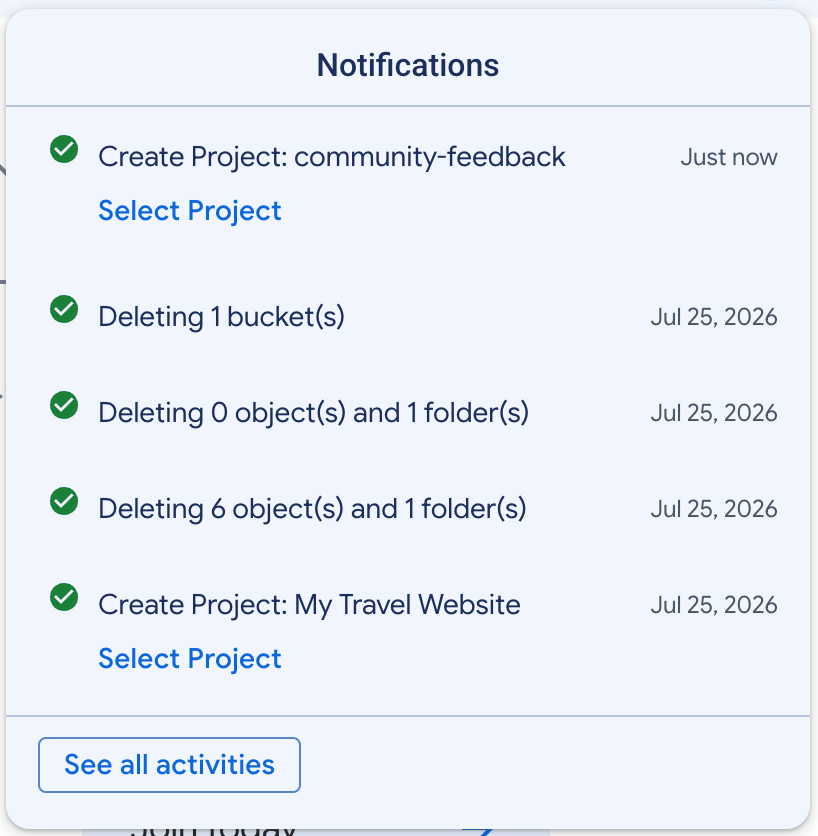 Notifications
Create Project: community-feedback Just now
Select Project
Deleting 1 bucket(s) Jul 25, 2026
Deleting 0 object(s) and 1 folder(s) Jul 25, 2026
Deleting 6 object(s) and 1 folder(s) Jul 25, 2026
Create Project: My Travel Website Jul 25, 2026
Select Project
See all activities
Join today